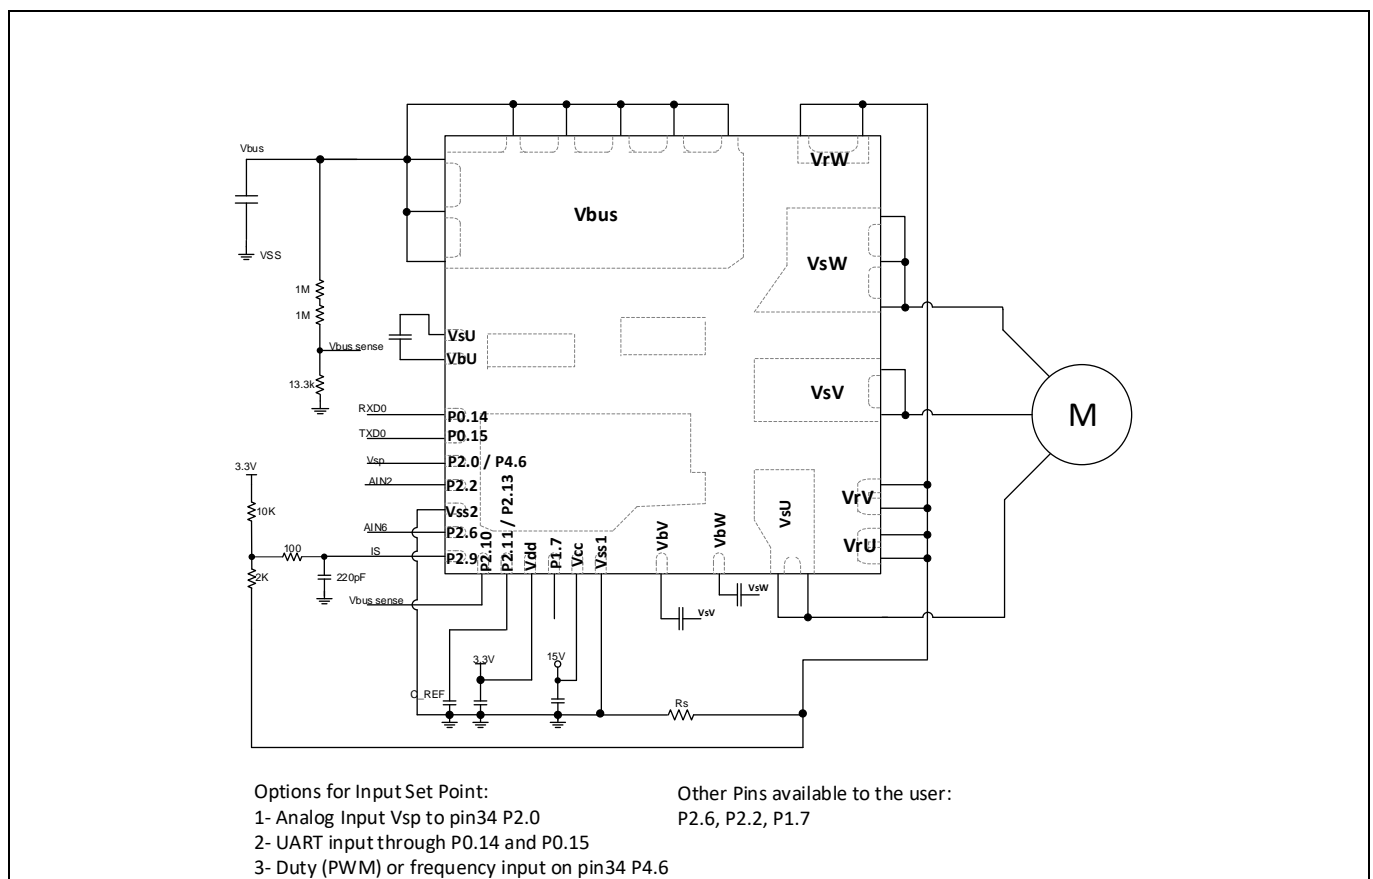 VrW
Vbus
VSS
Vbus
VsW
1M
1M
Vbus sense
13.3k
VsU
VbU
VsV
M
RXD0
P0.14
TXD0
P0.15
Vsp
P2.0 / P4.6
3.3V
AIN2
P2.2
10K
Vss2
AIN6
P2.6
100
IS
P2.9
2K
220pF
Vbus sense
P2.10
P2.11 / P2.13
Vdd
P1.7
Vcc
Vss1
VbV
VbW
VsU
VrV
VrU
VsV
VsW
3.3V
15V
C_REF
Rs
Options for Input Set Point:
1- Analog Input Vsp to pin34 P2.0
2- UART input through P0.14 and P0.15
3- Duty (PWM) or frequency input on pin34 P4.6
Other Pins available to the user:
P2.6, P2.2, P1.7